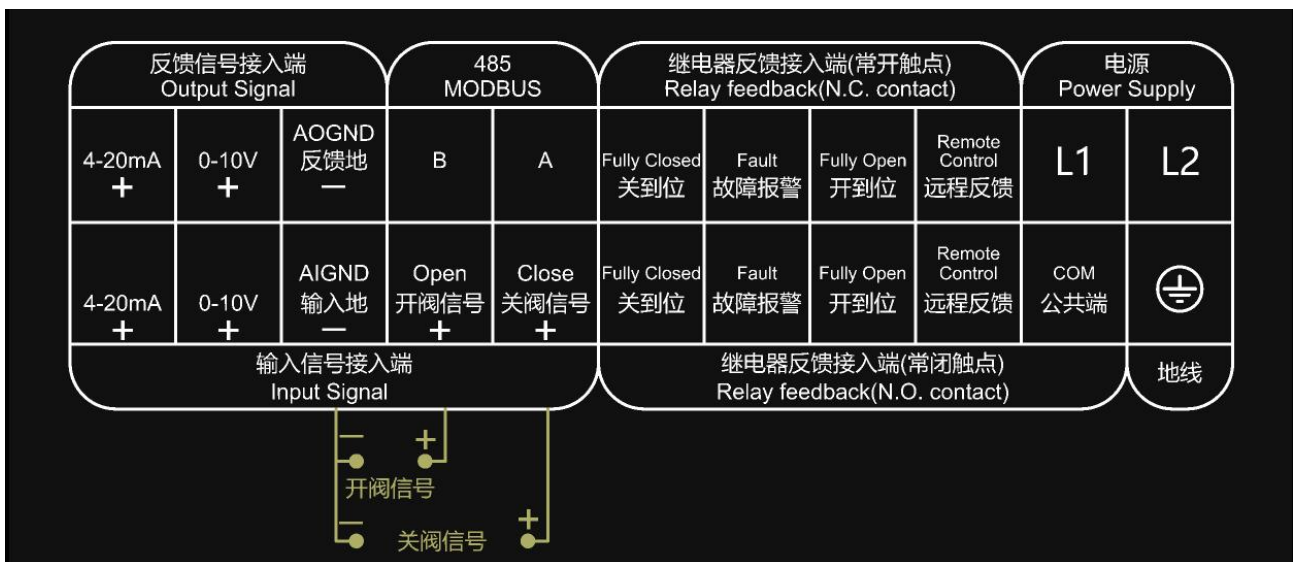 反馈信号接入端
Output Signal
485
MODBUS
继电器反馈接入端(常开触点)
Relay feedback(N.C. contact)
电源
Power Supply
4-20mA
+
0-10V
+
AOGND
反馈地
—
B
A
Fully Closed
关到位
Fault
故障报警
Fully Open
开到位
Remote
Control
远程反馈
L1
L2
4-20mA
+
0-10V
+
AIGND
输入地
—
Open
开阀信号
+
Close
关阀信号
+
Fully Closed
关到位
Fault
故障报警
Fully Open
开到位
Remote
Control
远程反馈
COM
公共端
输入信号接入端
Input Signal
继电器反馈接入端(常闭触点)
Relay feedback(N.O. contact)
地线
— +
开阀信号
— +
关阀信号